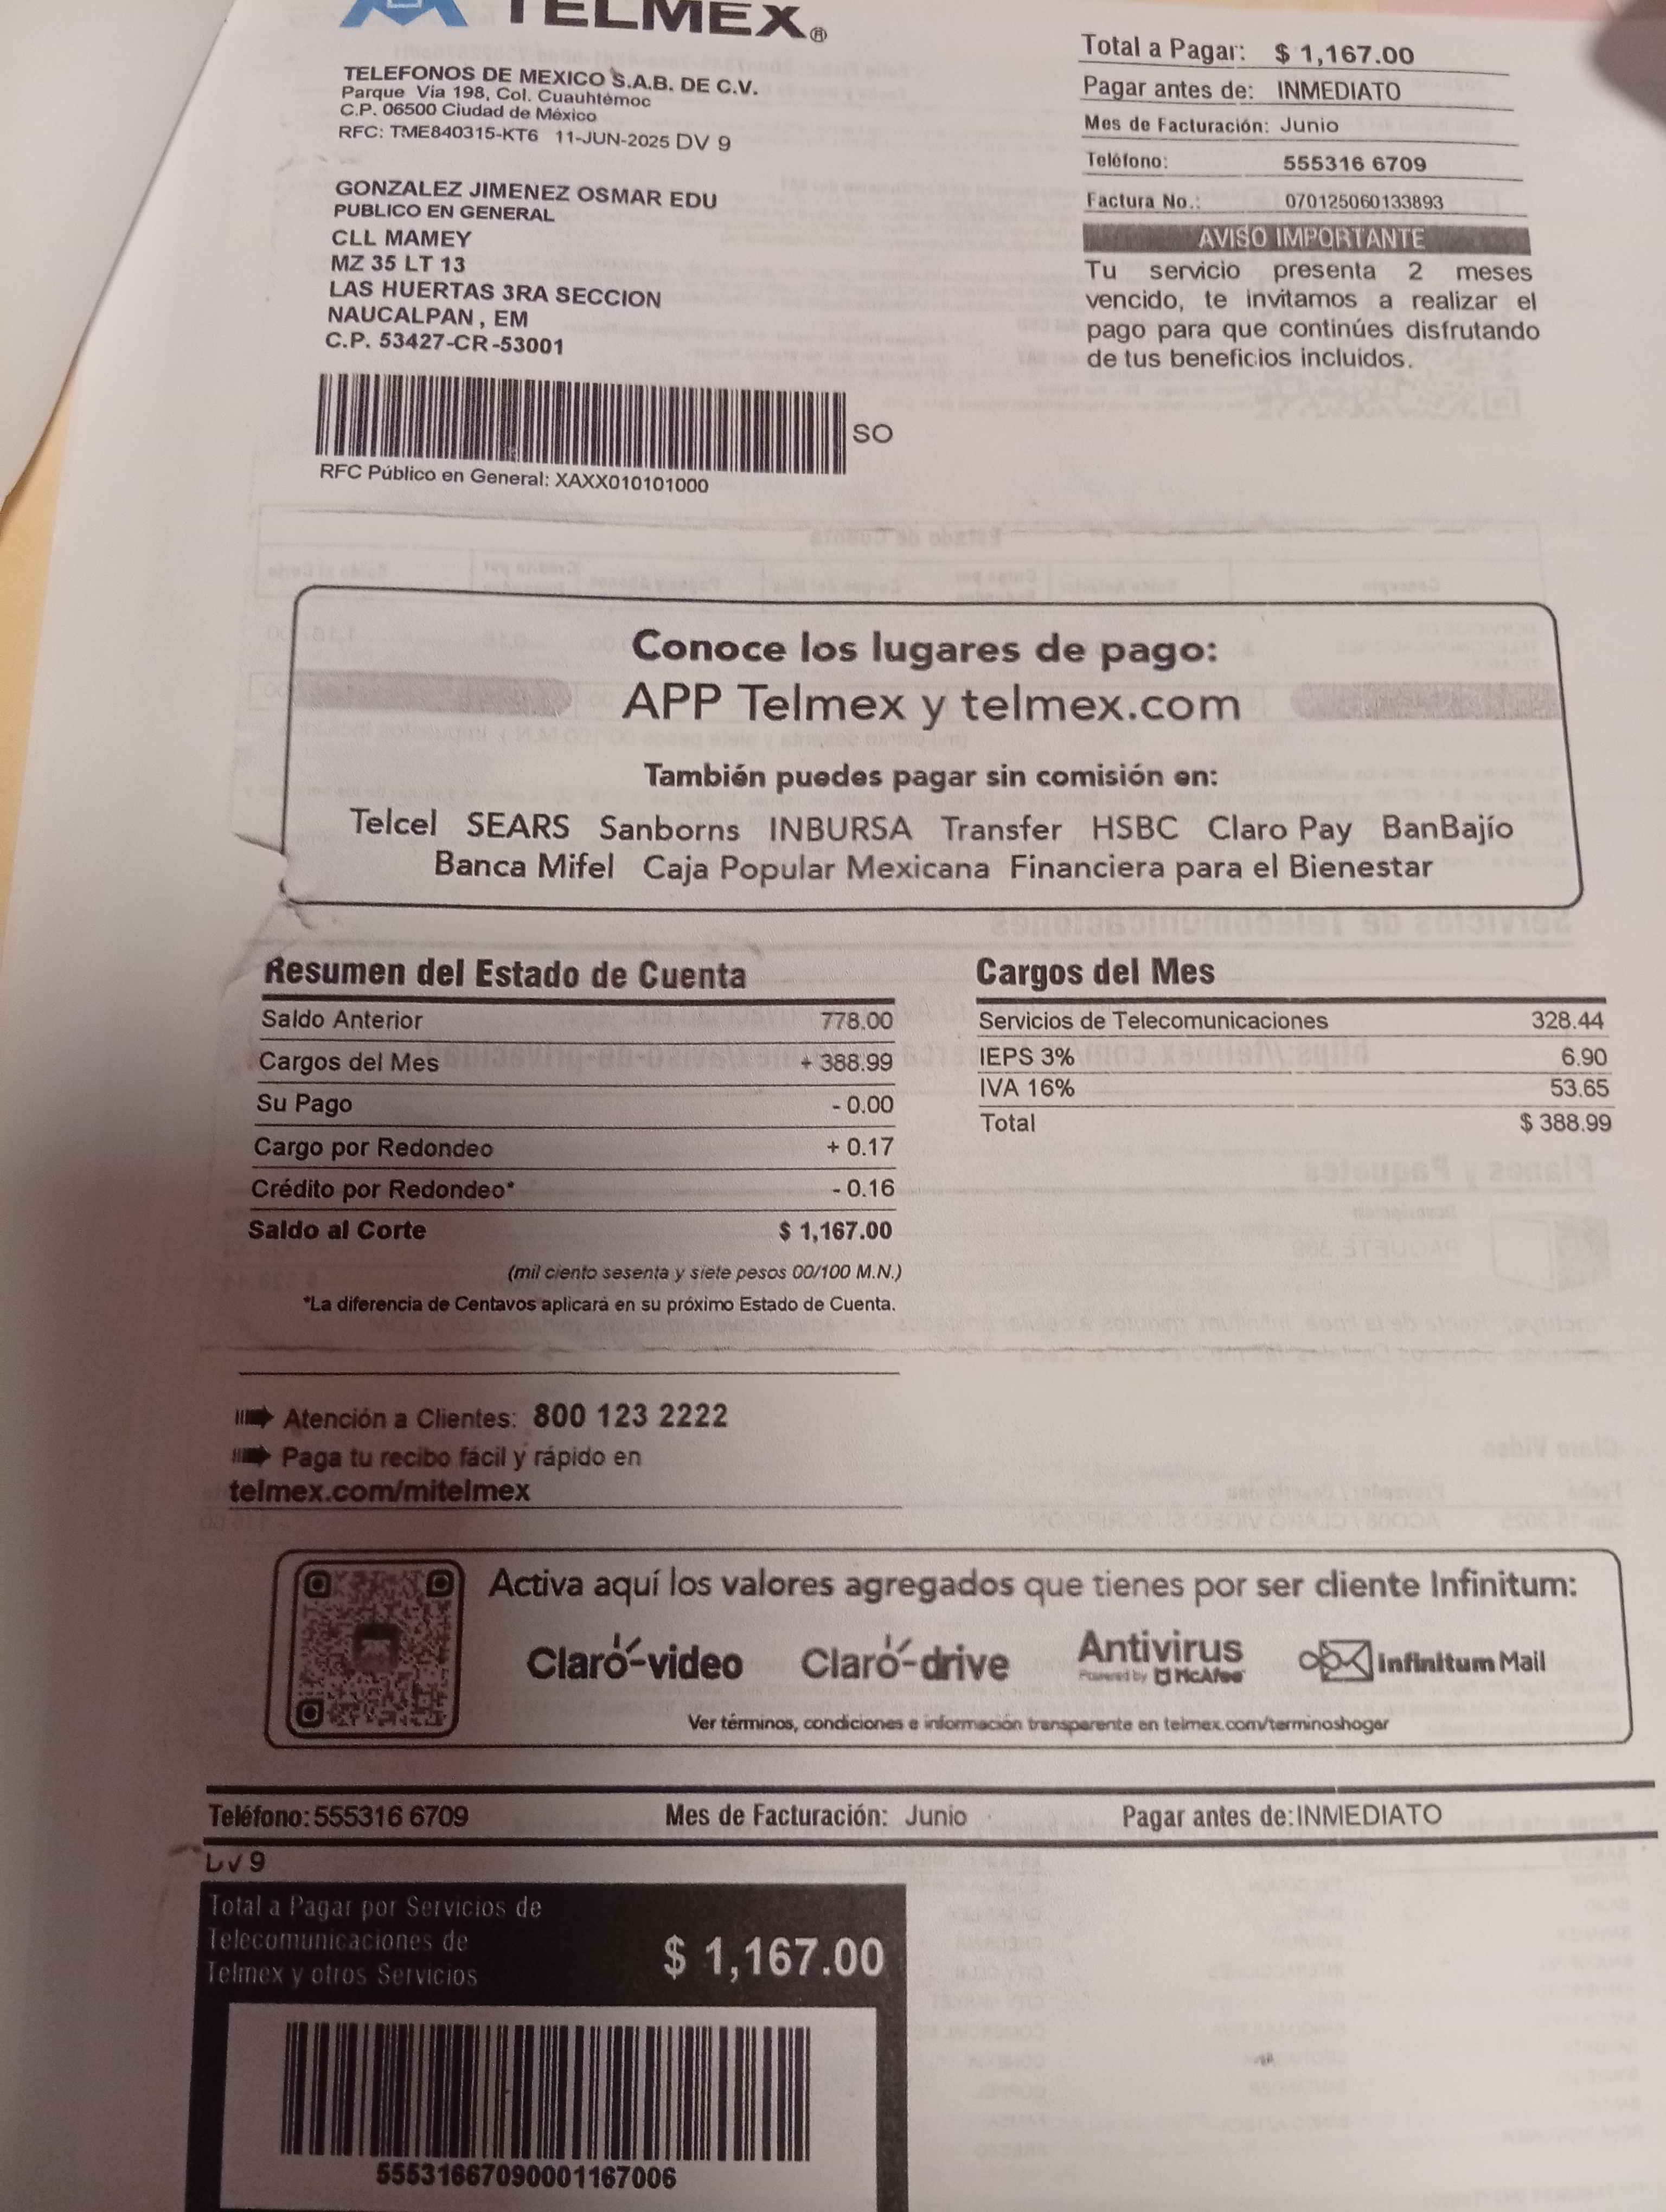 TELMEX®
TELEFONOS DE MEXICO S.A.B. DE C.V.
Parque Vía 198, Col. Cuauhtémoc
C.P. 06500 Ciudad de México
RFC: TME840315-KT6 11-JUN-2025 DV 9
GONZALEZ JIMENEZ OSMAR EDU
PUBLICO EN GENERAL
CLL MAMEY
MZ 35 LT 13
LAS HUERTAS 3RA SECCION
NAUCALPAN , EM
C.P. 53427-CR -53001
SO
RFC Público en General: XAXX010101000
Total a Pagar: $ 1,167.00
Pagar antes de: INMEDIATO
Mes de Facturación: Junio
Teléfono: 555316 6709
Factura No.: 070125060133893
AVISO IMPORTANTE
Tu servicio presenta 2 meses
vencido, te invitamos a realizar el
pago para que continúes disfrutando
de tus beneficios incluidos.
Conoce los lugares de pago:
APP Telmex y telmex.com
También puedes pagar sin comisión en:
Telcel SEARS Sanborns INBURSA Transfer HSBC Claro Pay BanBajío
Banca Mifel Caja Popular Mexicana Financiera para el Bienestar
Resumen del Estado de Cuenta
Saldo Anterior 778.00
Cargos del Mes + 388.99
Su Pago - 0.00
Cargo por Redondeo + 0.17
Crédito por Redondeo* - 0.16
Saldo al Corte $ 1,167.00
(mil ciento sesenta y siete pesos 00/100 M.N.)
*La diferencia de Centavos aplicará en su próximo Estado de Cuenta.
Cargos del Mes
Servicios de Telecomunicaciones 328.44
IEPS 3% 6.90
IVA 16% 53.65
Total $ 388.99
Atención a Clientes: 800 123 2222
Paga tu recibo fácil y rápido en
telmex.com/mitelmex
Activa aquí los valores agregados que tienes por ser cliente Infinitum:
Claro-video Claro-drive Antivirus Powered by McAfee Infinitum Mail
Ver términos, condiciones e información transparente en telmex.com/terminoshogar
Teléfono: 555316 6709 Mes de Facturación: Junio Pagar antes de: INMEDIATO
DV 9
Total a Pagar por Servicios de
Telecomunicaciones de
Telmex y otros Servicios
$ 1,167.00
55531667090001167006